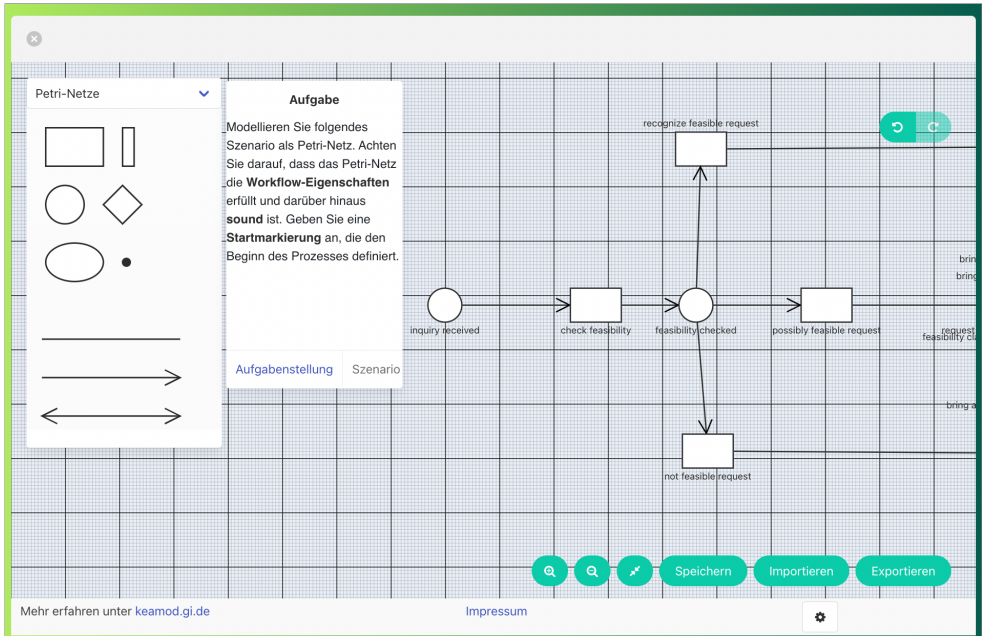 Petri-Netze
Aufgabe
Modellieren Sie folgendes
Szenario als Petri-Netz. Achten
Sie darauf, dass das Petri-Netz
die Workflow-Eigenschaften
erfüllt und darüber hinaus
sound ist. Geben Sie eine
Startmarkierung an, die den
Beginn des Prozesses definiert.
Aufgabenstellung
Szenario
recognize feasible request
inquiry received
check feasibility
feasibility checked
possibly feasible request
not feasible request
request
feasibility
bring a
Speichern
Importieren
Exportieren
Mehr erfahren unter keamod.gi.de
Impressum